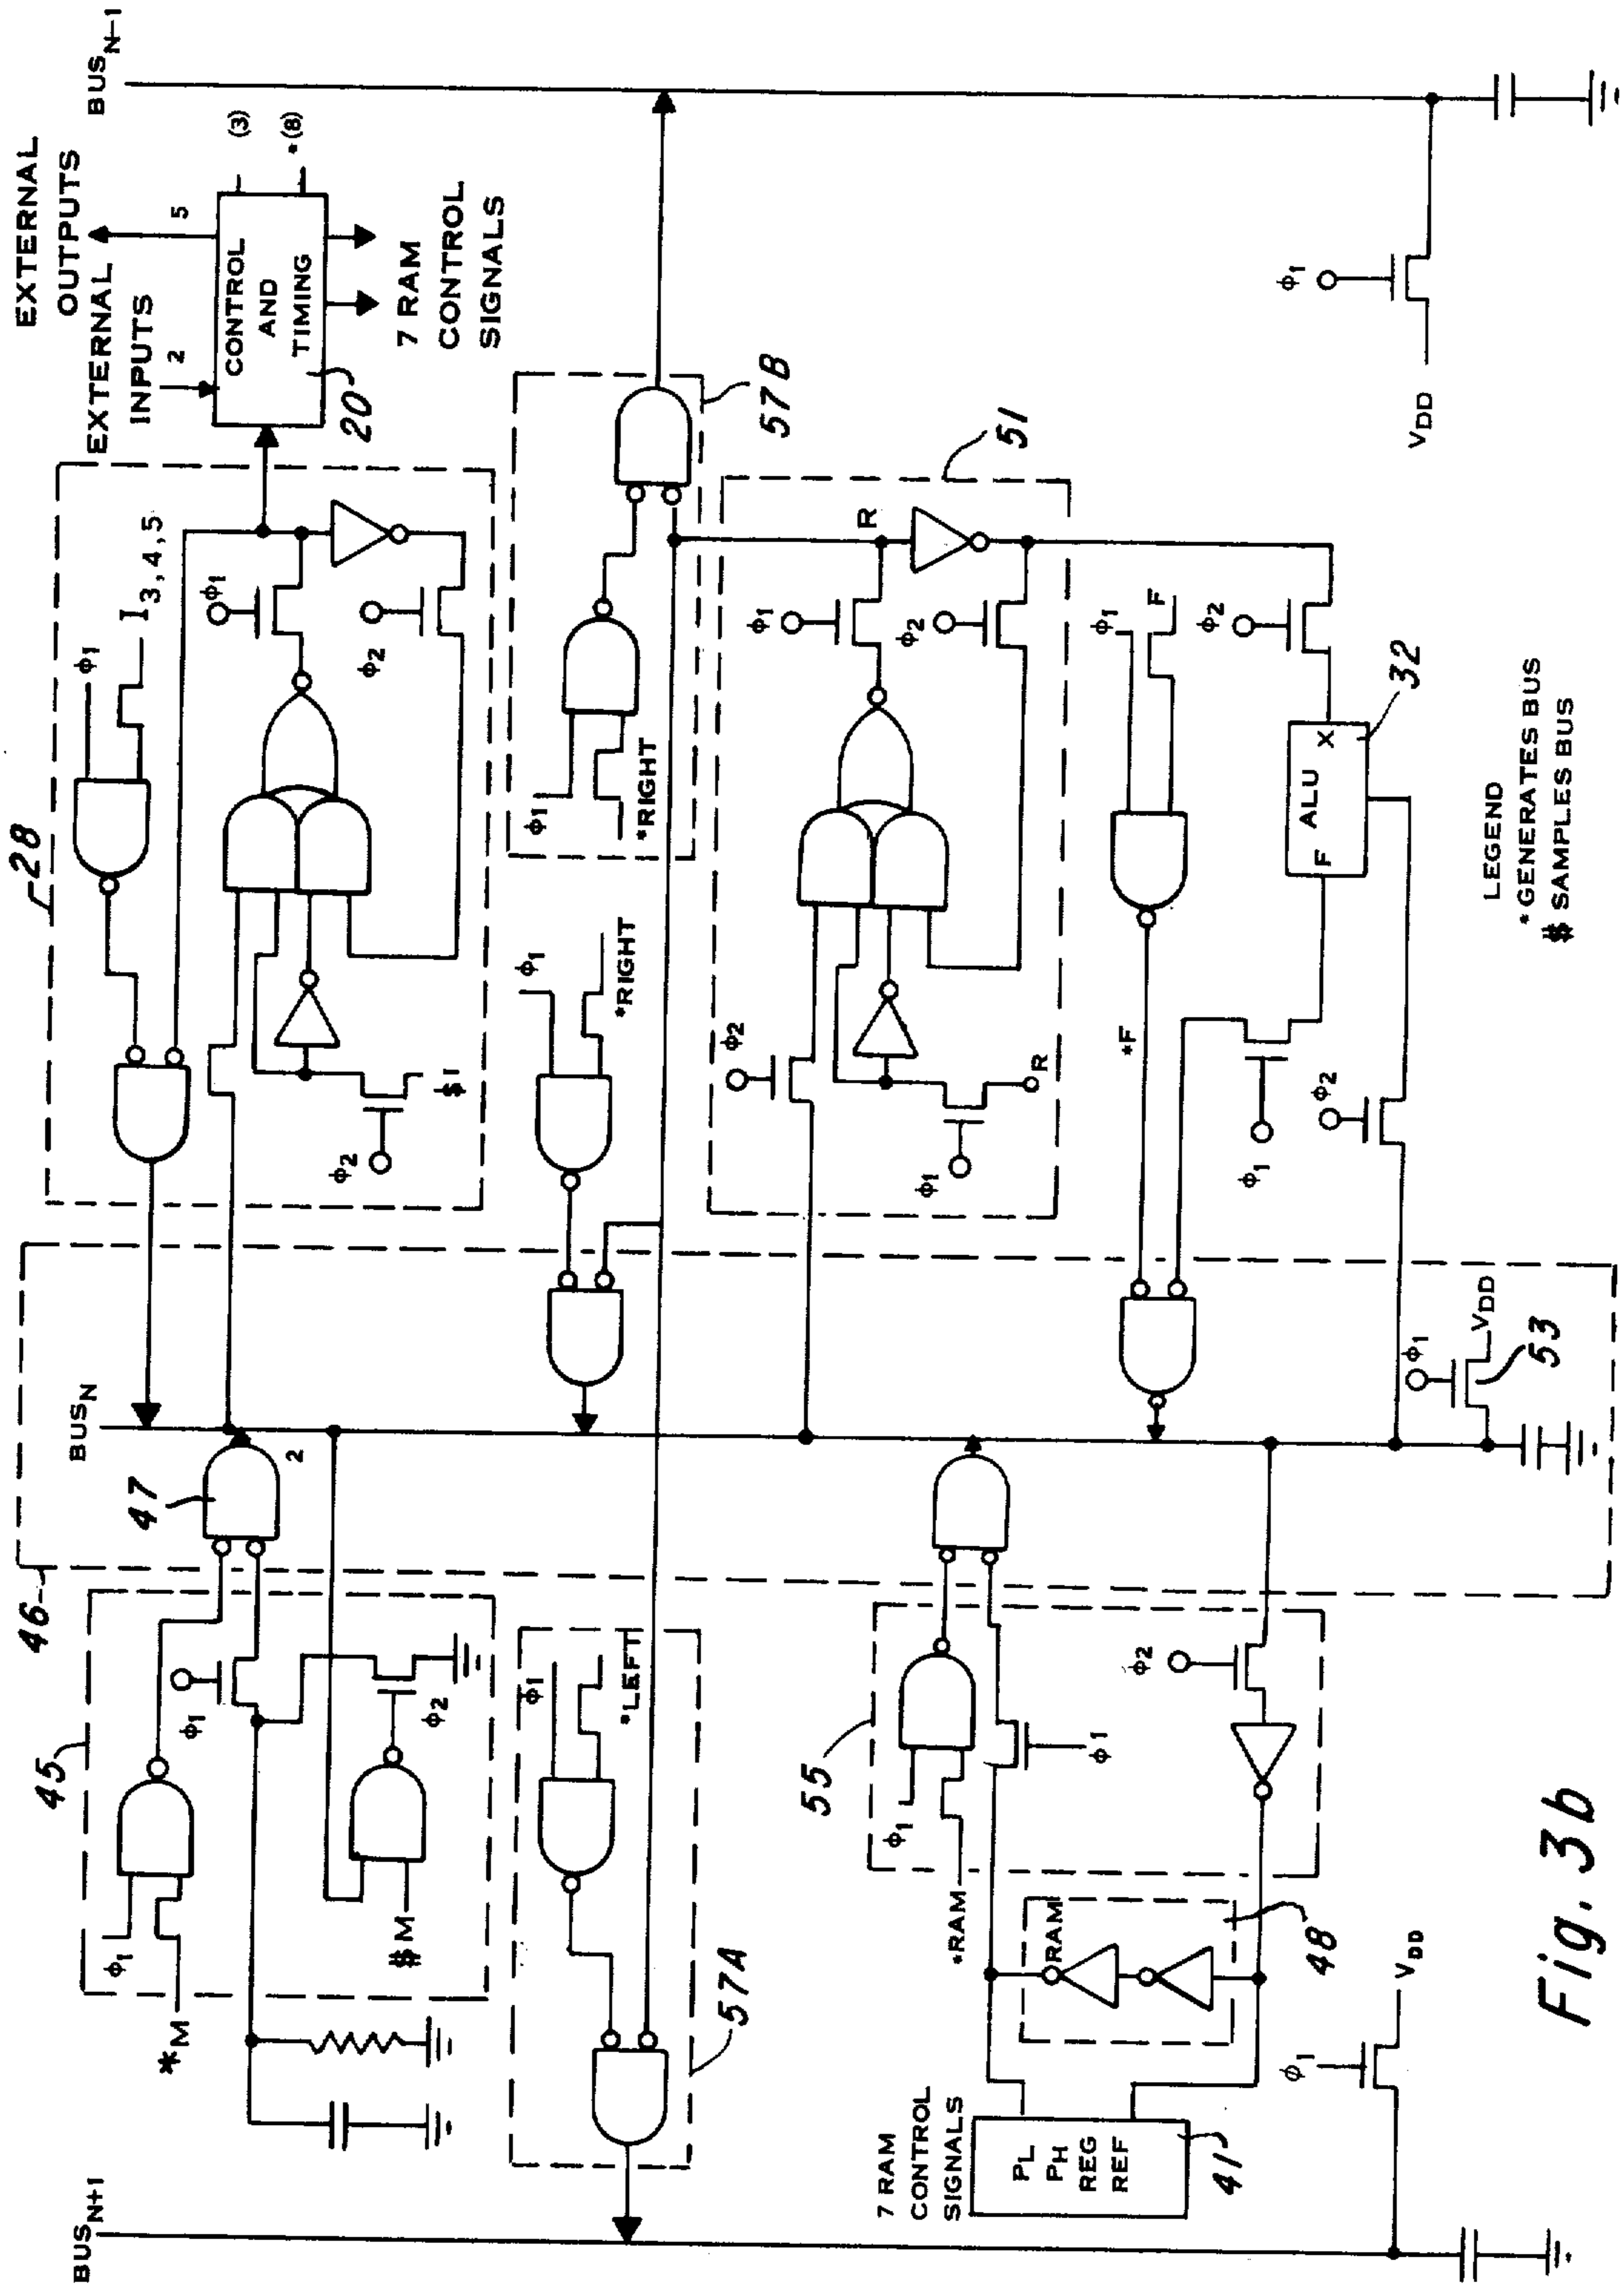 EXTERNAL
OUTPUTS
EXTERNAL
INPUTS
5
2
(3)
*(8)
CONTROL
AND
TIMING
20
7 RAM
CONTROL
SIGNALS
BUSN−1
28
ϕ1
I3,4,5
ϕ1
ϕ2
ϕ2
$I
57B
ϕ1
*RIGHT
ϕ1
*RIGHT
51
R
ϕ1
ϕ2
ϕ2
ϕ1
R
ϕ1
F
*F
ϕ2
ϕ1
ϕ2
F
ALU
X
32
ϕ1
VDD
LEGEND
*GENERATES BUS
$ SAMPLES BUS
BUSN
47
2
46
ϕ1
VDD
53
45
ϕ1
*M
ϕ1
ϕ2
$M
ϕ1
*LEFT
57A
55
ϕ1
*RAM
ϕ1
ϕ2
RAM
48
7 RAM
CONTROL
SIGNALS
PL
PH
REG
REF
41
ϕ1
VDD
BUSN+1
Fig. 3b